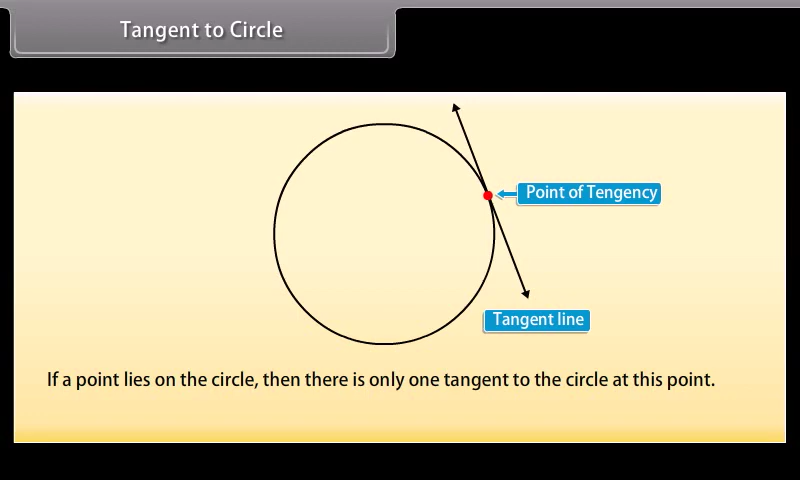 Tangent to Circle
Point of Tengency
Tangent line
If a point lies on the circle, then there is only one tangent to the circle at this point.